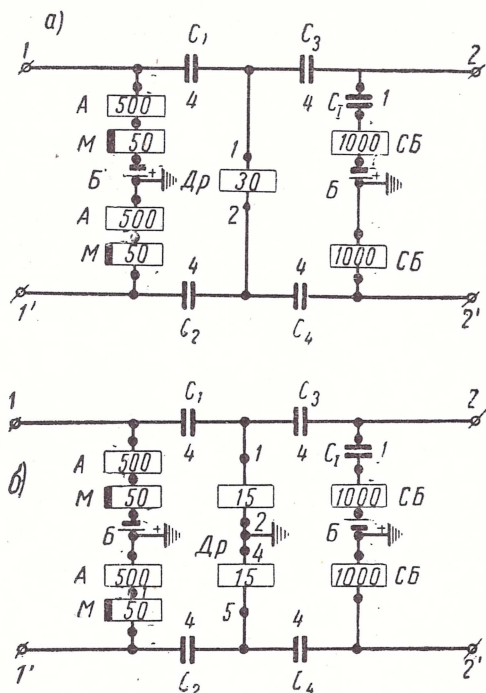 а)
1 C₁ C₃ 2
4 4 C_I 1
А 500
М 50 1000 СБ
Б + Др 1 30 2 Б +
А 500
М 50 1000 СБ
4 4
1' C₂ C₄ 2'
б)
1 C₁ C₃ 2
4 4 C_I 1
А 500 1
М 50 15 1000 СБ
Б + Др 2 4 Б +
А 500 15 1000 СБ
М 50 5
4 4
1' C₂ C₄ 2'